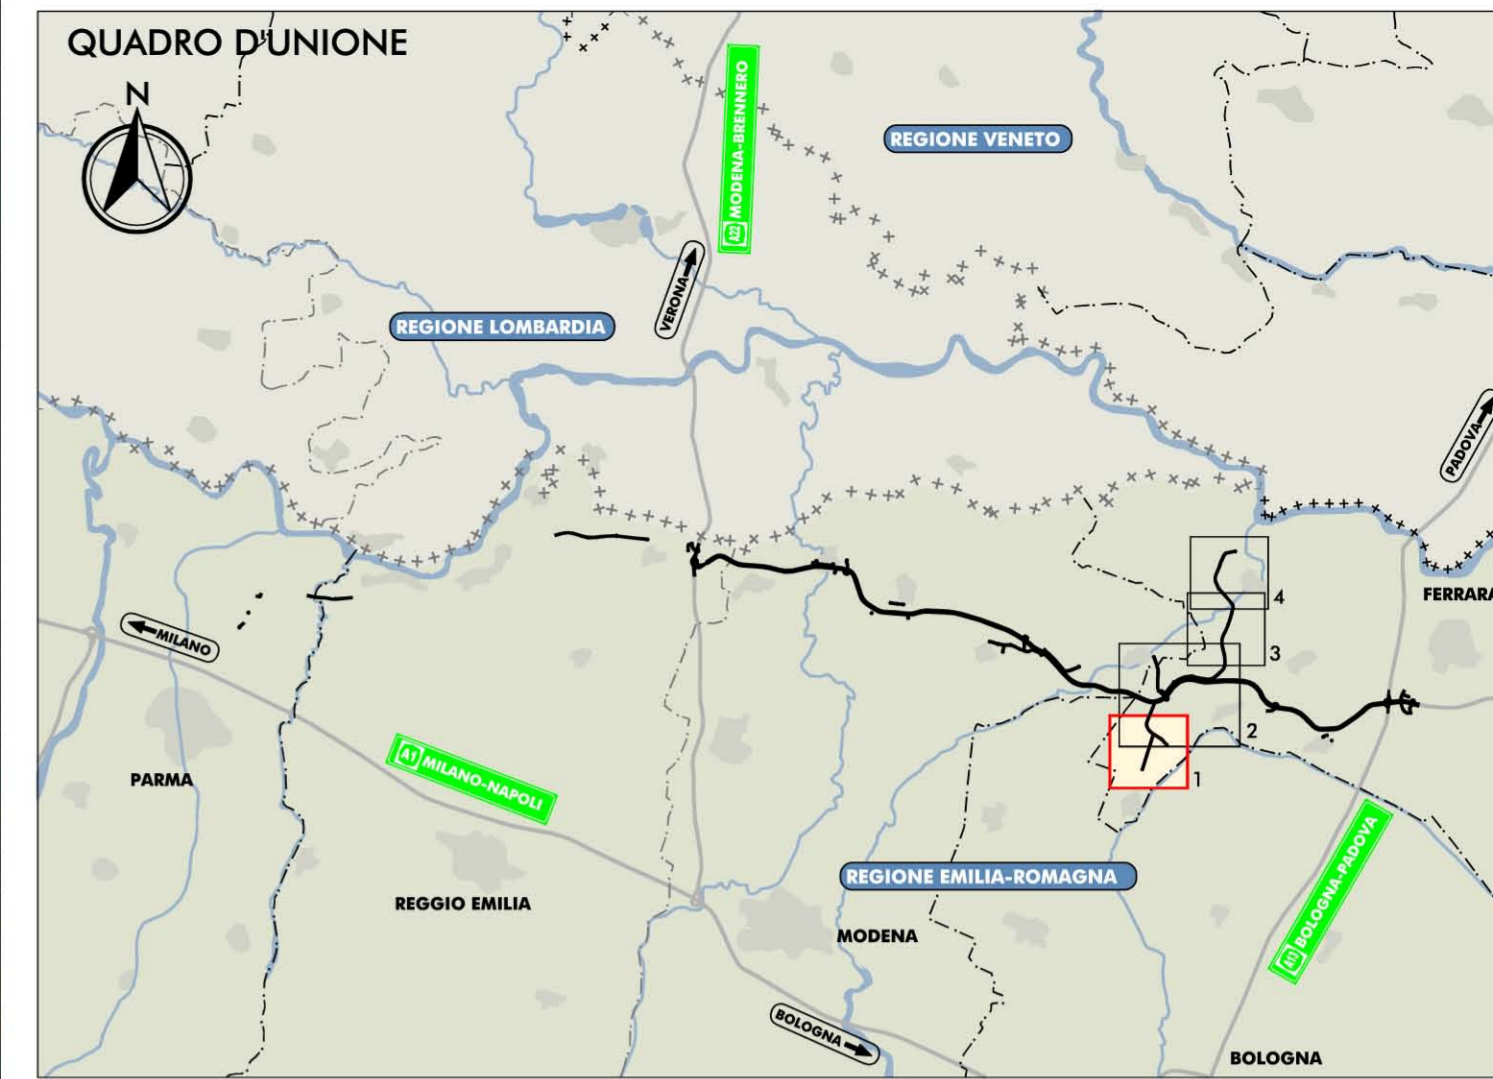 QUADRO D'UNIONE
N
A22 MODENA-BRENNERO
REGIONE VENETO
VERONA
REGIONE LOMBARDIA
PADOVA
FERRARA
4
MILANO
3
2
1
PARMA
A1 MILANO-NAPOLI
REGIONE EMILIA-ROMAGNA
A13 BOLOGNA-PADOVA
REGGIO EMILIA
MODENA
BOLOGNA
BOLOGNA